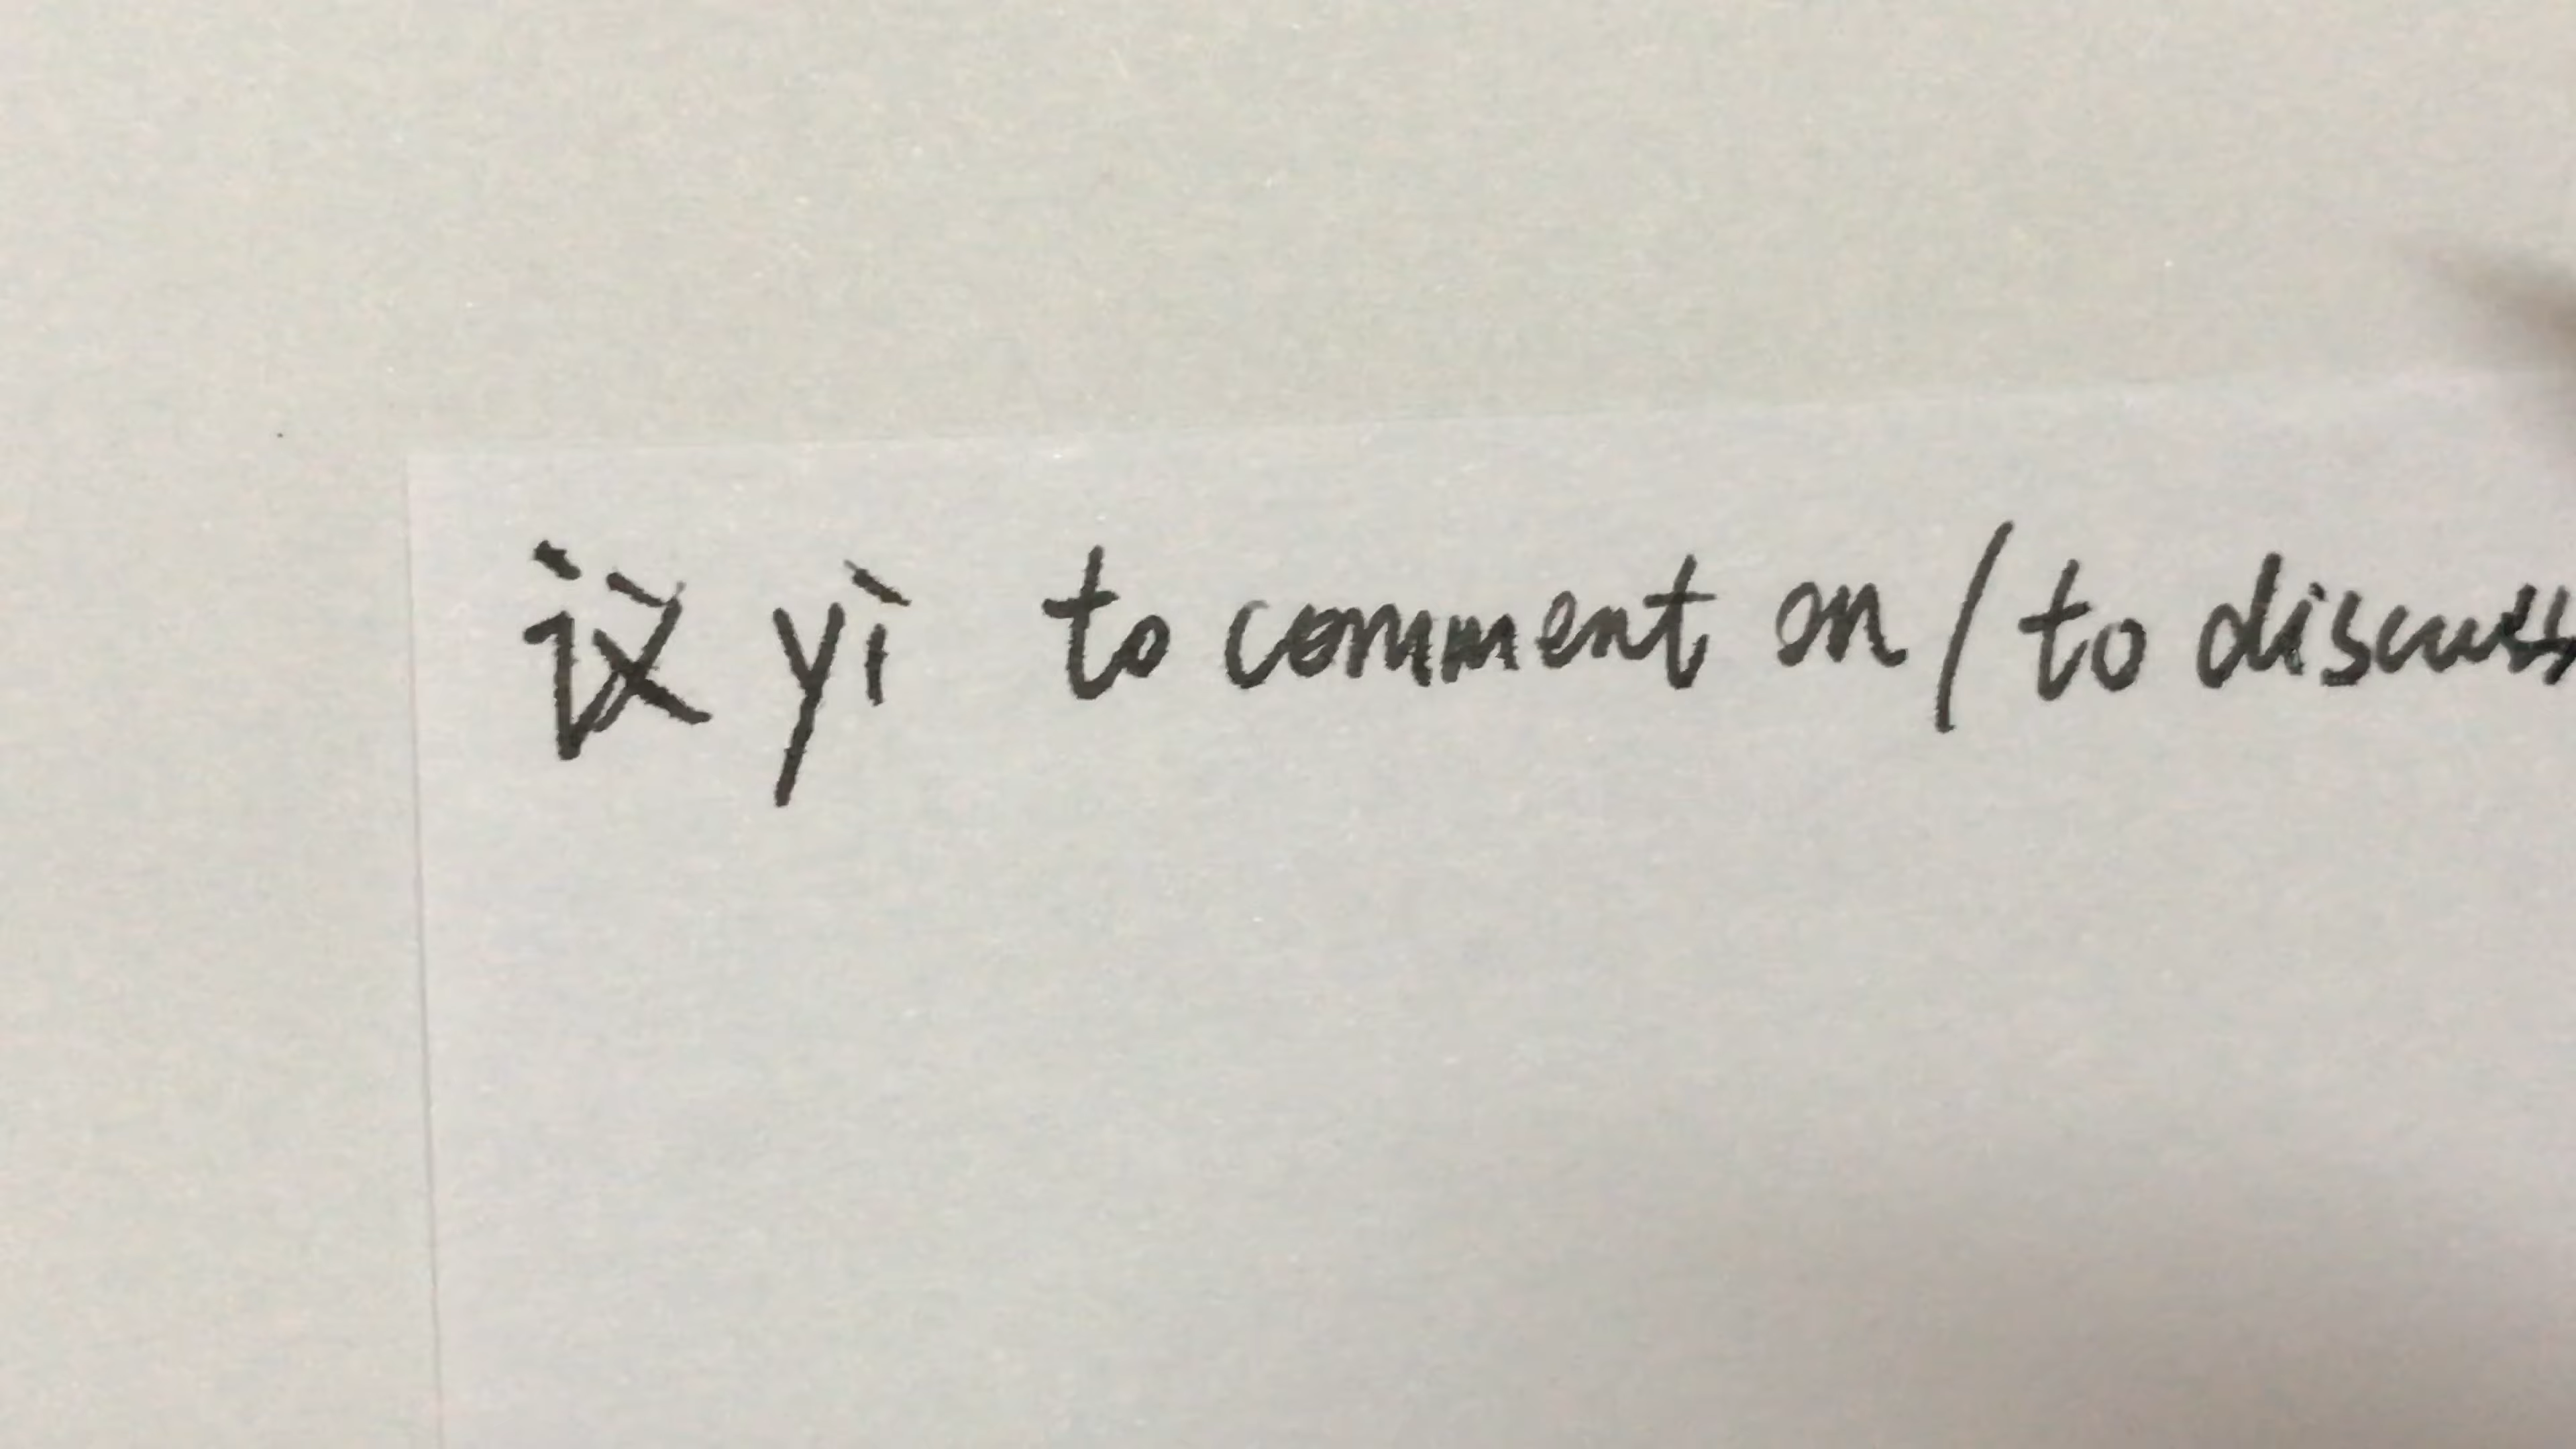 议 yì to comment on / to discuss